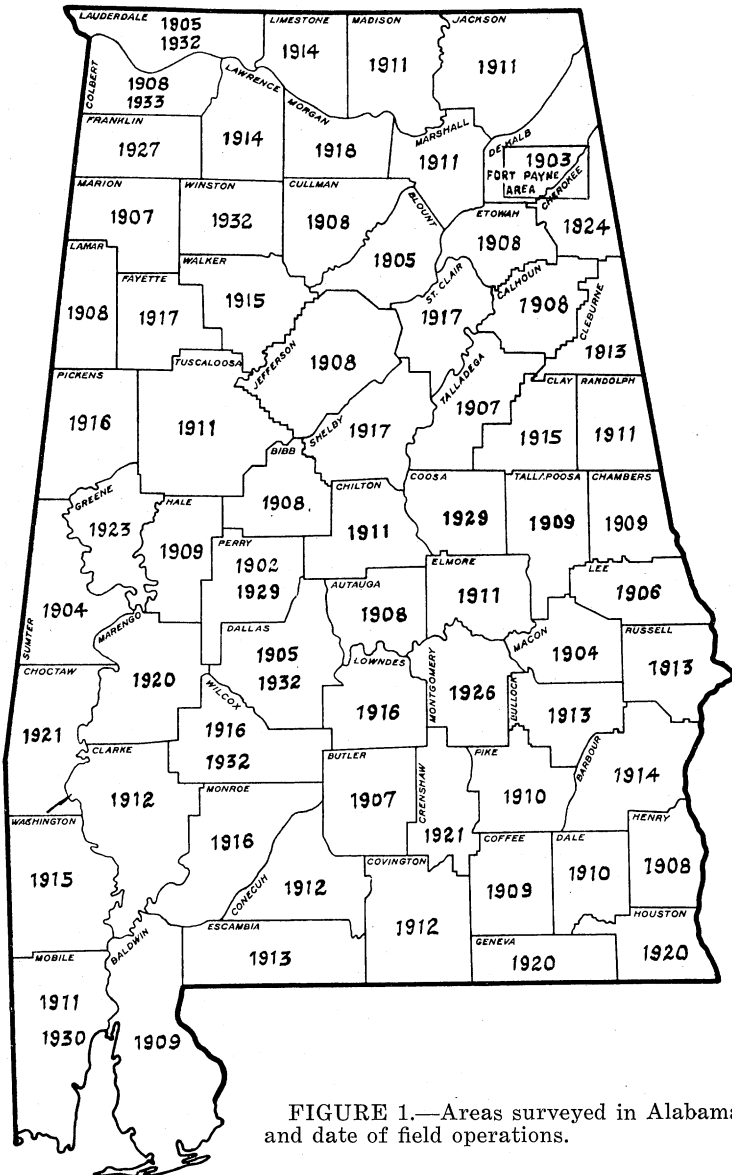 LAUDERDALE
1905
1932
LIMESTONE
1914
MADISON
1911
JACKSON
1911
COLBERT
1908
1933
LAWRENCE
1914
MORGAN
1918
MARSHALL
1911
DE KALB
1903
FORT PAYNE
AREA
CHEROKEE
1924
FRANKLIN
1927
MARION
1907
WINSTON
1932
CULLMAN
1908
BLOUNT
1905
ETOWAH
1908
LAMAR
1908
FAYETTE
1917
WALKER
1915
JEFFERSON
1908
ST. CLAIR
1917
CALHOUN
1908
CLEBURNE
1913
PICKENS
1916
TUSCALOOSA
1911
SHELBY
1917
TALLADEGA
1907
CLAY
1915
RANDOLPH
1911
GREENE
1923
HALE
1909
BIBB
1908
CHILTON
1911
COOSA
1929
TALLAPOOSA
1909
CHAMBERS
1909
SUMTER
1904
PERRY
1902
1929
AUTAUGA
1908
ELMORE
1911
LEE
1906
MARENGO
1920
DALLAS
1905
1932
LOWNDES
1916
MONTGOMERY
1926
MACON
1904
RUSSELL
1913
CHOCTAW
1921
WILCOX
1916
1932
BULLOCK
1913
CLARKE
1912
BUTLER
1907
CRENSHAW
1921
PIKE
1910
BARBOUR
1914
WASHINGTON
1915
MONROE
1916
CONECUH
1912
COVINGTON
1912
COFFEE
1909
DALE
1910
HENRY
1908
ESCAMBIA
1913
GENEVA
1920
HOUSTON
1920
MOBILE
1911
1930
BALDWIN
1909
FIGURE 1.—Areas surveyed in Alabama
and date of field operations.